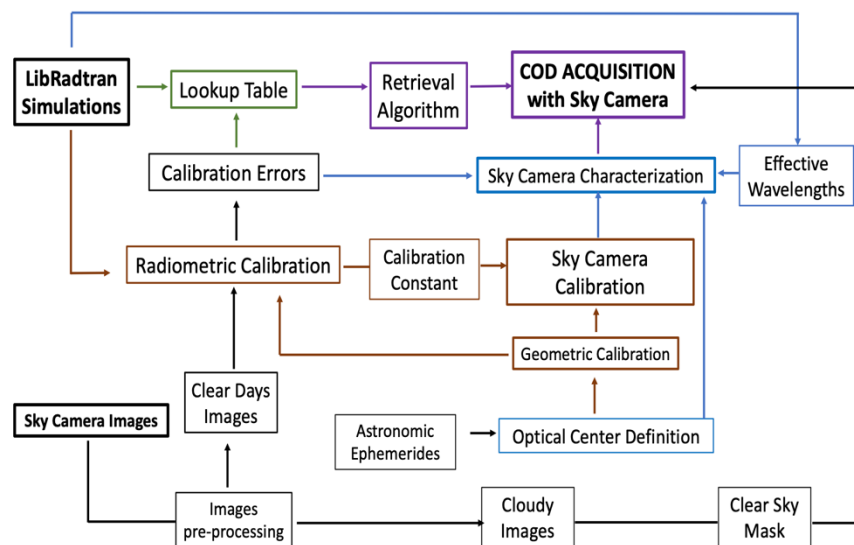 LibRadtran
Simulations
Lookup Table
Retrieval
Algorithm
COD ACQUISITION
with Sky Camera
Calibration Errors
Sky Camera Characterization
Effective
Wavelengths
Radiometric Calibration
Calibration
Constant
Sky Camera
Calibration
Geometric Calibration
Clear Days
Images
Sky Camera Images
Astronomic
Ephemerides
Optical Center Definition
Images
pre-processing
Cloudy
Images
Clear Sky
Mask